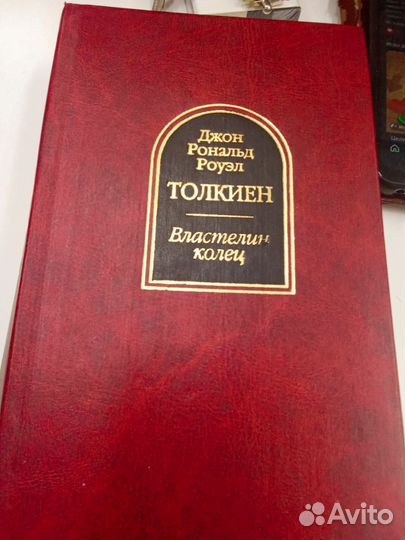 Джон
Рональд
Роуэл
ТОЛКИЕН
Властелин
колец
Avito